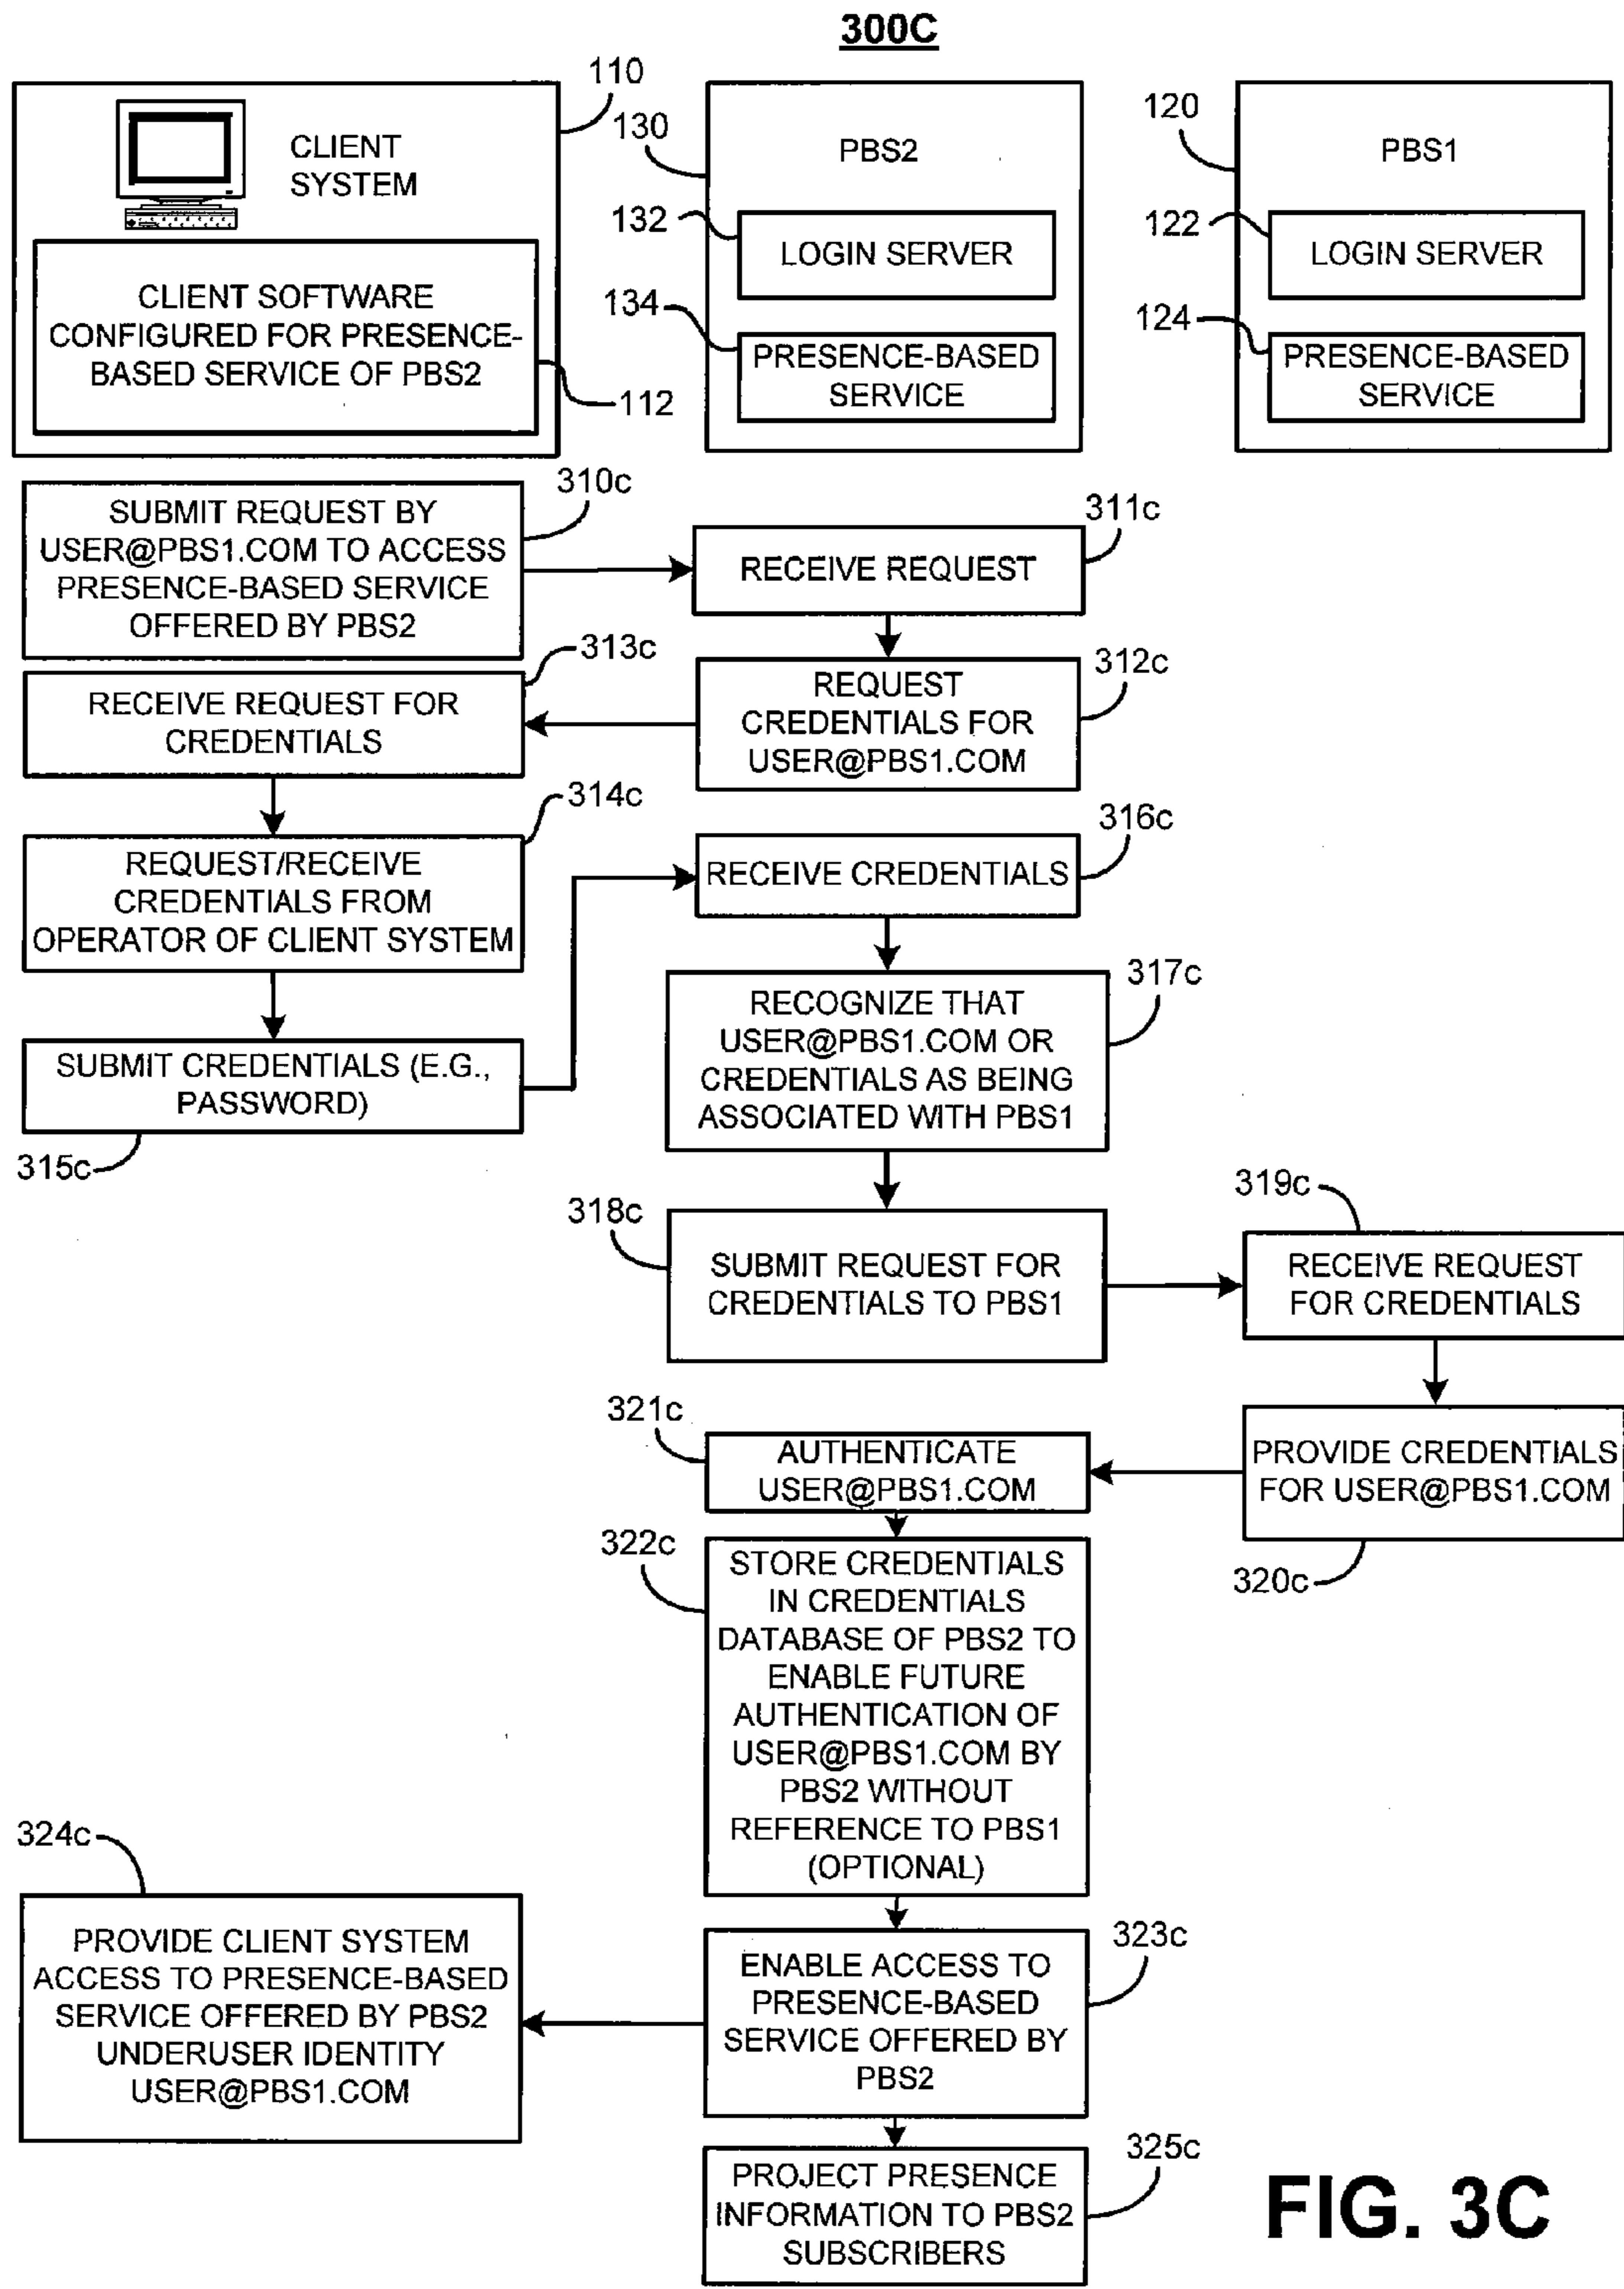 300C
110
CLIENT
SYSTEM
CLIENT SOFTWARE
CONFIGURED FOR PRESENCE-
BASED SERVICE OF PBS2
112
130
PBS2
132
LOGIN SERVER
134
PRESENCE-BASED
SERVICE
120
PBS1
122
LOGIN SERVER
124
PRESENCE-BASED
SERVICE
310c
SUBMIT REQUEST BY
USER@PBS1.COM TO ACCESS
PRESENCE-BASED SERVICE
OFFERED BY PBS2
311c
RECEIVE REQUEST
312c
REQUEST
CREDENTIALS FOR
USER@PBS1.COM
313c
RECEIVE REQUEST FOR
CREDENTIALS
314c
REQUEST/RECEIVE
CREDENTIALS FROM
OPERATOR OF CLIENT SYSTEM
SUBMIT CREDENTIALS (E.G.,
PASSWORD)
315c
316c
RECEIVE CREDENTIALS
317c
RECOGNIZE THAT
USER@PBS1.COM OR
CREDENTIALS AS BEING
ASSOCIATED WITH PBS1
318c
SUBMIT REQUEST FOR
CREDENTIALS TO PBS1
319c
RECEIVE REQUEST
FOR CREDENTIALS
PROVIDE CREDENTIALS
FOR USER@PBS1.COM
320c
321c
AUTHENTICATE
USER@PBS1.COM
322c
STORE CREDENTIALS
IN CREDENTIALS
DATABASE OF PBS2 TO
ENABLE FUTURE
AUTHENTICATION OF
USER@PBS1.COM BY
PBS2 WITHOUT
REFERENCE TO PBS1
(OPTIONAL)
323c
ENABLE ACCESS TO
PRESENCE-BASED
SERVICE OFFERED BY
PBS2
324c
PROVIDE CLIENT SYSTEM
ACCESS TO PRESENCE-BASED
SERVICE OFFERED BY PBS2
UNDERUSER IDENTITY
USER@PBS1.COM
325c
PROJECT PRESENCE
INFORMATION TO PBS2
SUBSCRIBERS
FIG. 3C